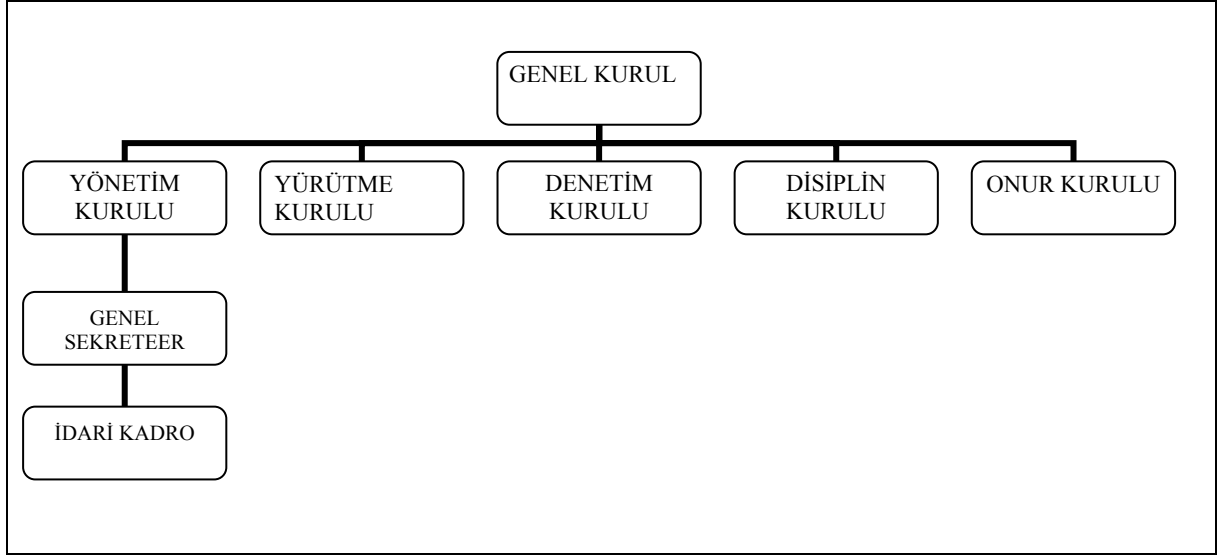 GENEL KURUL
YÖNETİM
KURULU
YÜRÜTME
KURULU
DENETİM
KURULU
DİSİPLİN
KURULU
ONUR KURULU
GENEL
SEKRETEER
İDARİ KADRO